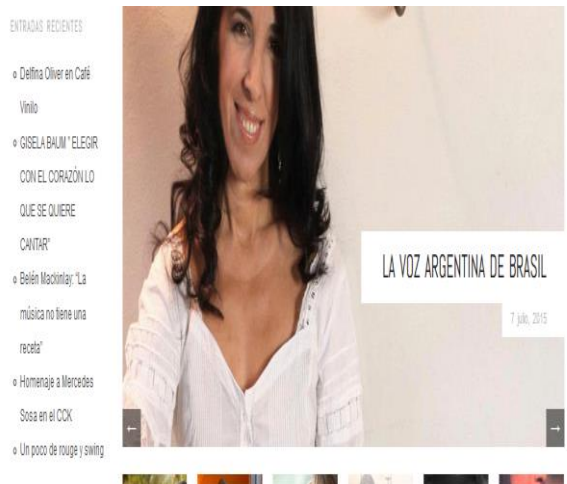 ENTRADAS RECIENTES
Delfina Oliver en Café
Vinilo
GISELA BAUM " ELEGIR
CON EL CORAZÓN LO
QUE SE QUIERE
CANTAR"
Belén Mackinlay: “La
música no tiene una
receta”
Homenaje a Mercedes
Sosa en el CCK
Un poco de rouge y swing
LA VOZ ARGENTINA DE BRASIL
7 julio, 2015